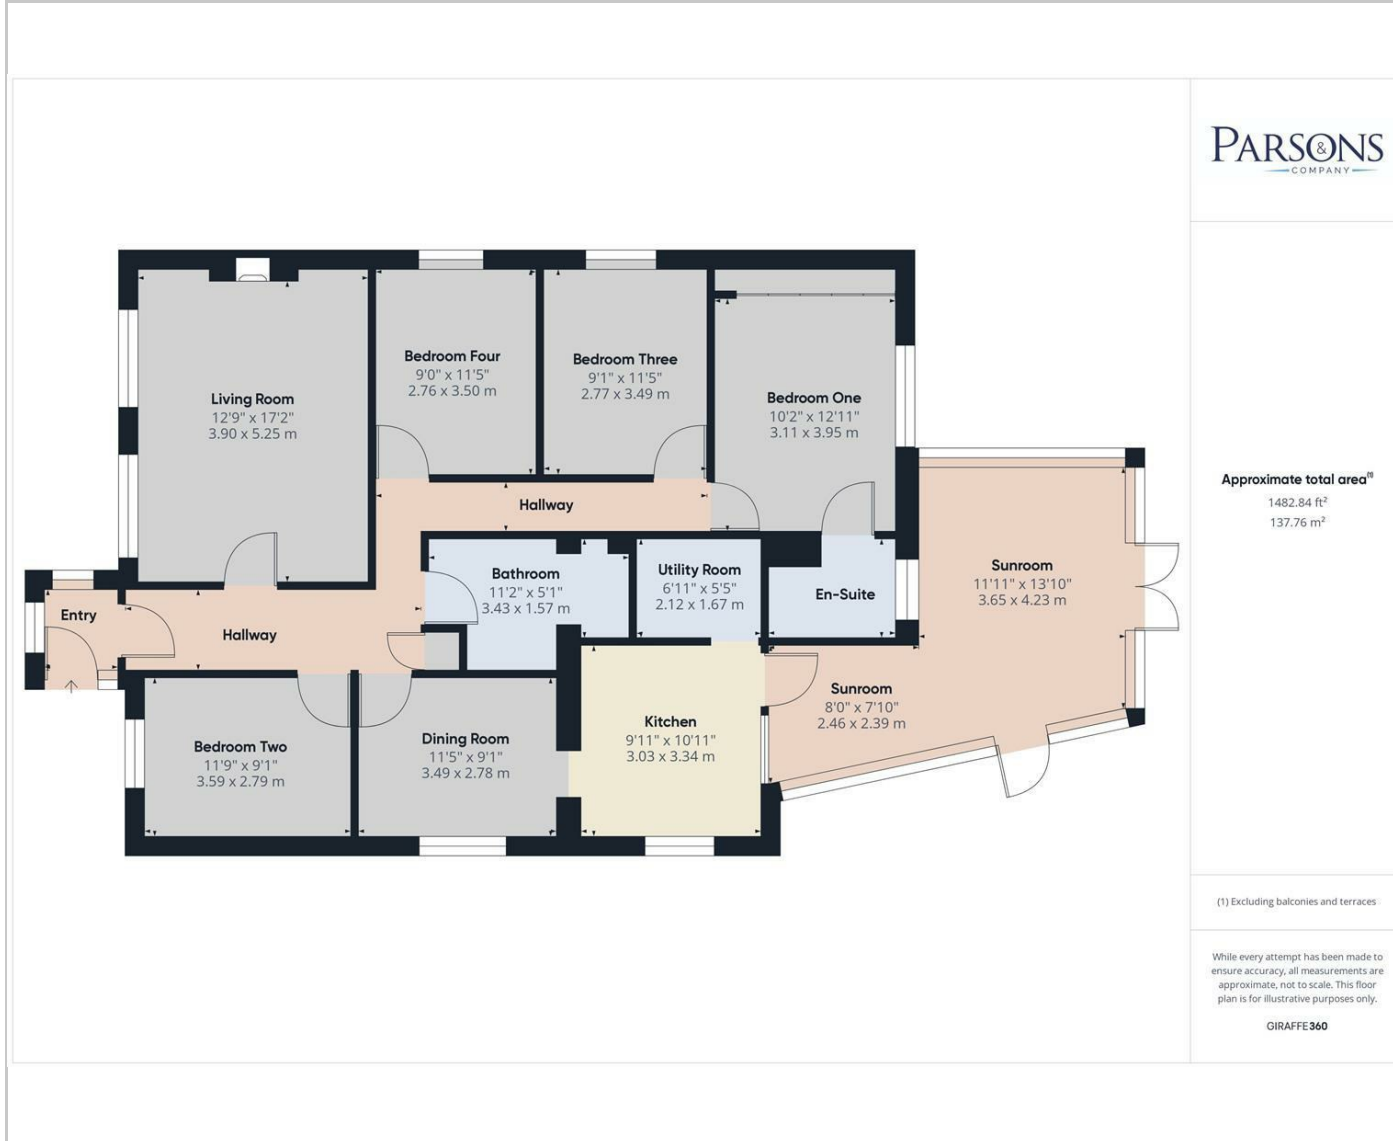 PARSONS
&
COMPANY
Living Room
12'9" x 17'2"
3.90 x 5.25 m
Bedroom Four
9'0" x 11'5"
2.76 x 3.50 m
Bedroom Three
9'1" x 11'5"
2.77 x 3.49 m
Bedroom One
10'2" x 12'11"
3.11 x 3.95 m
Hallway
Entry
Hallway
Bathroom
11'2" x 5'1"
3.43 x 1.57 m
Utility Room
6'11" x 5'5"
2.12 x 1.67 m
En-Suite
Sunroom
11'11" x 13'10"
3.65 x 4.23 m
Bedroom Two
11'9" x 9'1"
3.59 x 2.79 m
Dining Room
11'5" x 9'1"
3.49 x 2.78 m
Kitchen
9'11" x 10'11"
3.03 x 3.34 m
Sunroom
8'0" x 7'10"
2.46 x 2.39 m
Approximate total area(1)
1482.84 ft²
137.76 m²
(1) Excluding balconies and terraces
While every attempt has been made to
ensure accuracy, all measurements are
approximate, not to scale. This floor
plan is for illustrative purposes only.
GIRAFFE360